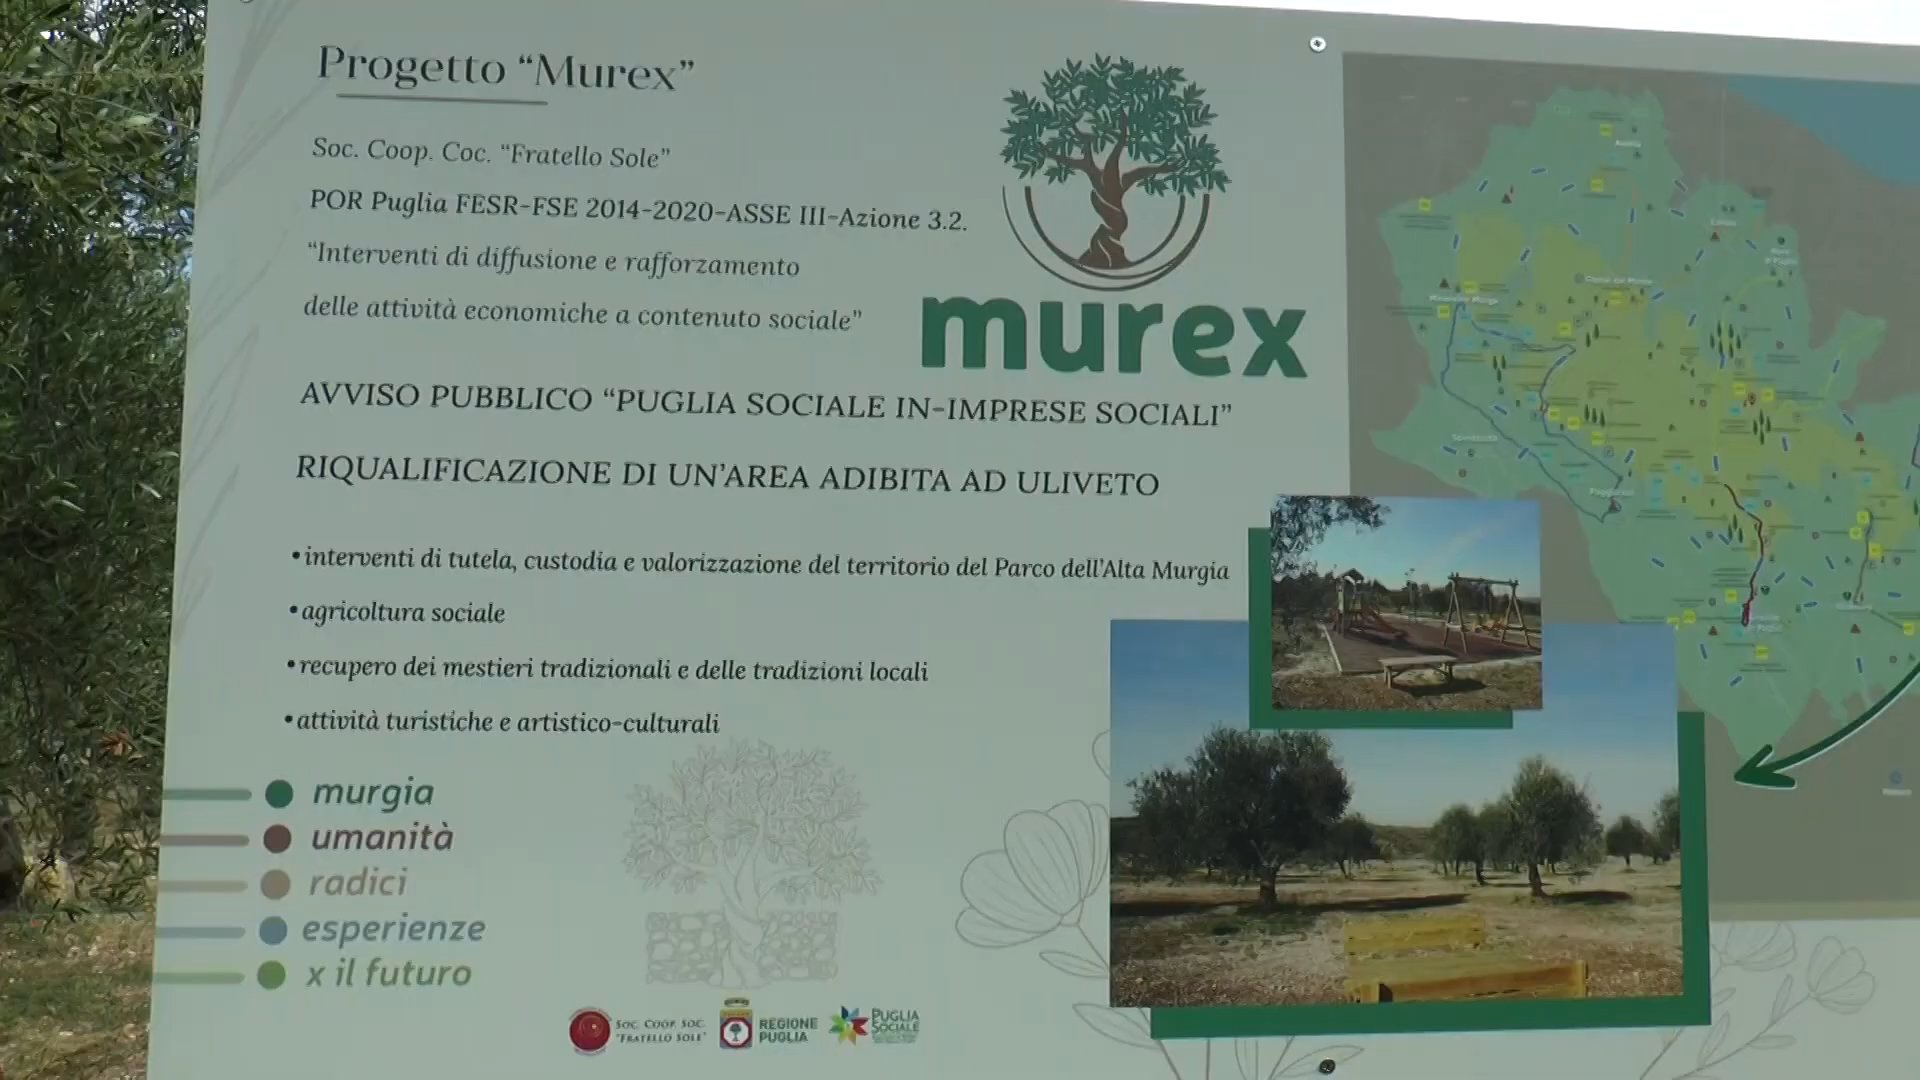 Progetto “Murex”
Soc. Coop. Coc. “Fratello Sole”
POR Puglia FESR-FSE 2014-2020-ASSE III-Azione 3.2.
“Interventi di diffusione e rafforzamento
delle attività economiche a contenuto sociale”
murex
AVVISO PUBBLICO “PUGLIA SOCIALE IN-IMPRESE SOCIALI”
RIQUALIFICAZIONE DI UN’AREA ADIBITA AD ULIVETO
•interventi di tutela, custodia e valorizzazione del territorio del Parco dell’Alta Murgia
•agricoltura sociale
•recupero dei mestieri tradizionali e delle tradizioni locali
•attività turistiche e artistico-culturali
murgia
umanità
radici
esperienze
x il futuro
SOC. COOP. SOC.
"FRATELLO SOLE"
REGIONE
PUGLIA
PUGLIA
SOCIALE